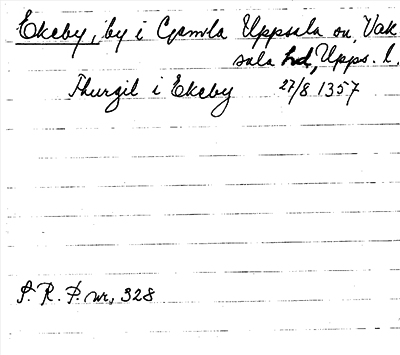 Ekeby, by i Gamla Uppsala sn, Vak
sala hd, Upps. l.
Thurgil i Ekeby 27/8 1357
S. R. P. nr, 328